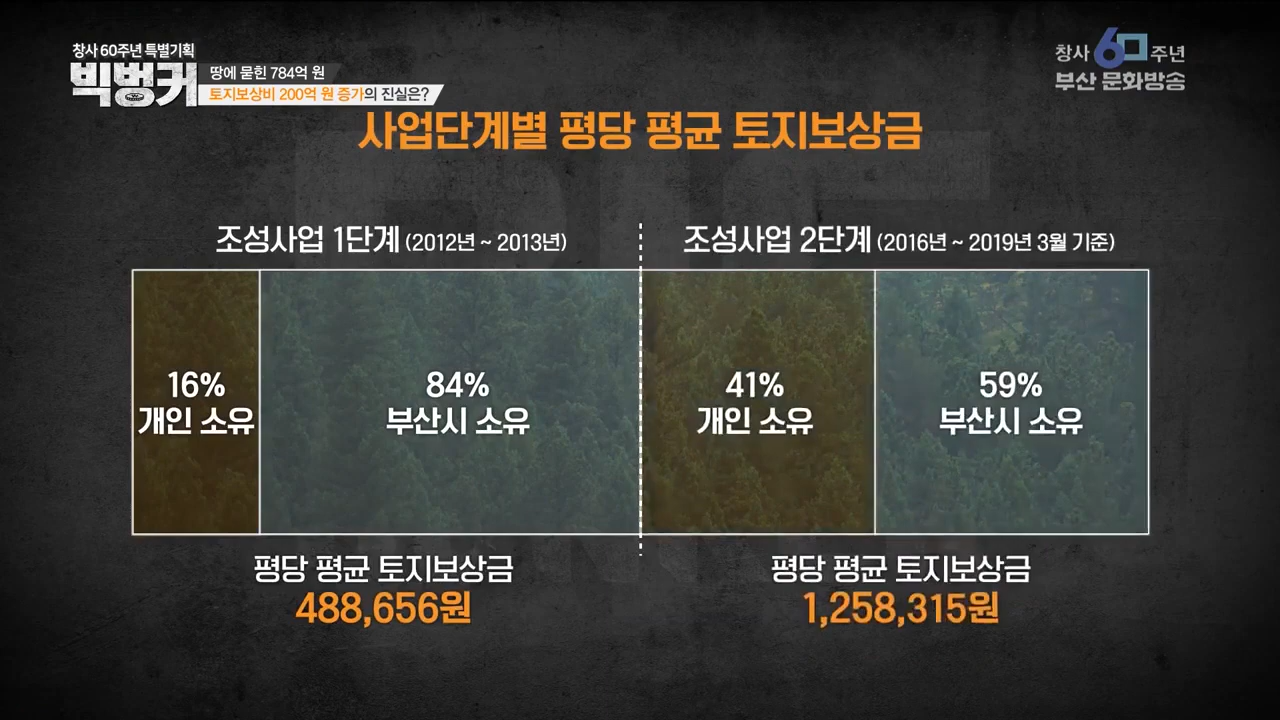 창사 60주년 특별기획
빅벙커
땅에 묻힌 784억 원
토지보상비 200억 원 증가의 진실은?
창사 60주년
부산 문화방송
사업단계별 평당 평균 토지보상금
조성사업 1단계 (2012년 ~ 2013년)
조성사업 2단계 (2016년 ~ 2019년 3월 기준)
16%
개인 소유
84%
부산시 소유
41%
개인 소유
59%
부산시 소유
평당 평균 토지보상금
488,656원
평당 평균 토지보상금
1,258,315원